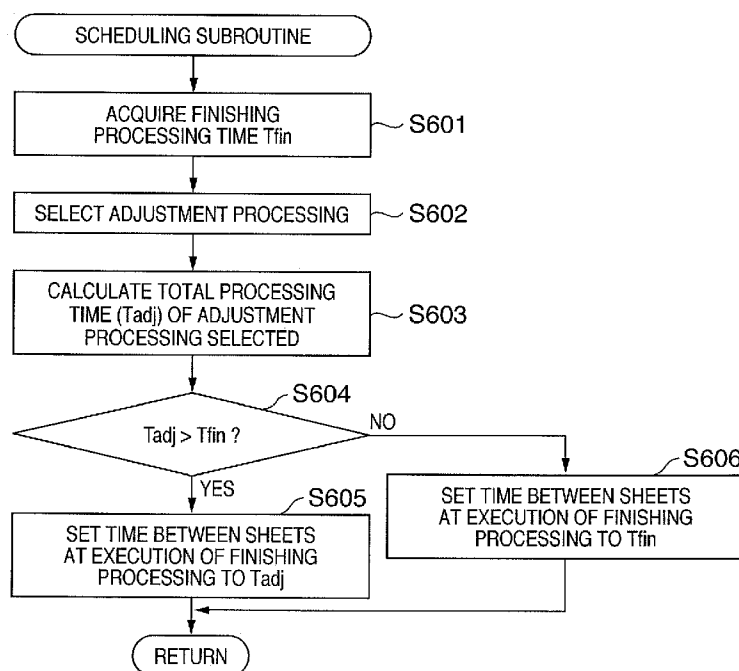 SCHEDULING SUBROUTINE
ACQUIRE FINISHING
PROCESSING TIME Tfin
S601
SELECT ADJUSTMENT PROCESSING
S602
CALCULATE TOTAL PROCESSING
TIME (Tadj) OF ADJUSTMENT
PROCESSING SELECTED
S603
S604
Tadj > Tfin ?
NO
YES
S605
SET TIME BETWEEN SHEETS
AT EXECUTION OF FINISHING
PROCESSING TO Tadj
S606
SET TIME BETWEEN SHEETS
AT EXECUTION OF FINISHING
PROCESSING TO Tfin
RETURN